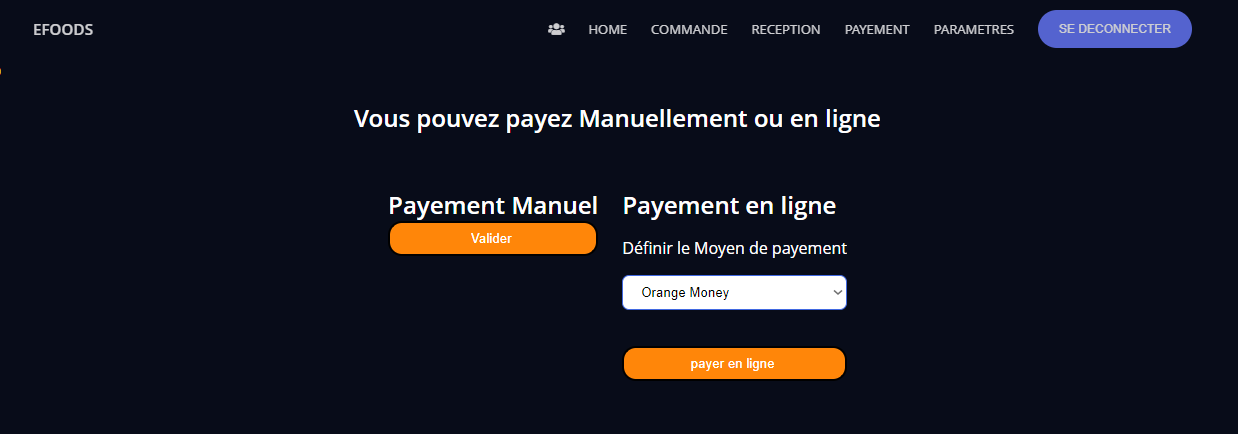 EFOODS
HOME COMMANDE RECEPTION PAYEMENT PARAMETRES SE DECONNECTER
Vous pouvez payez Manuellement ou en ligne
Payement Manuel
Valider
Payement en ligne
Définir le Moyen de payement
Orange Money
payer en ligne